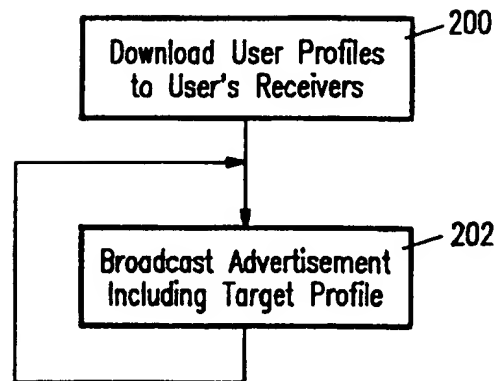 200
Download User Profiles
to User's Receivers
202
Broadcast Advertisement
Including Target Profile